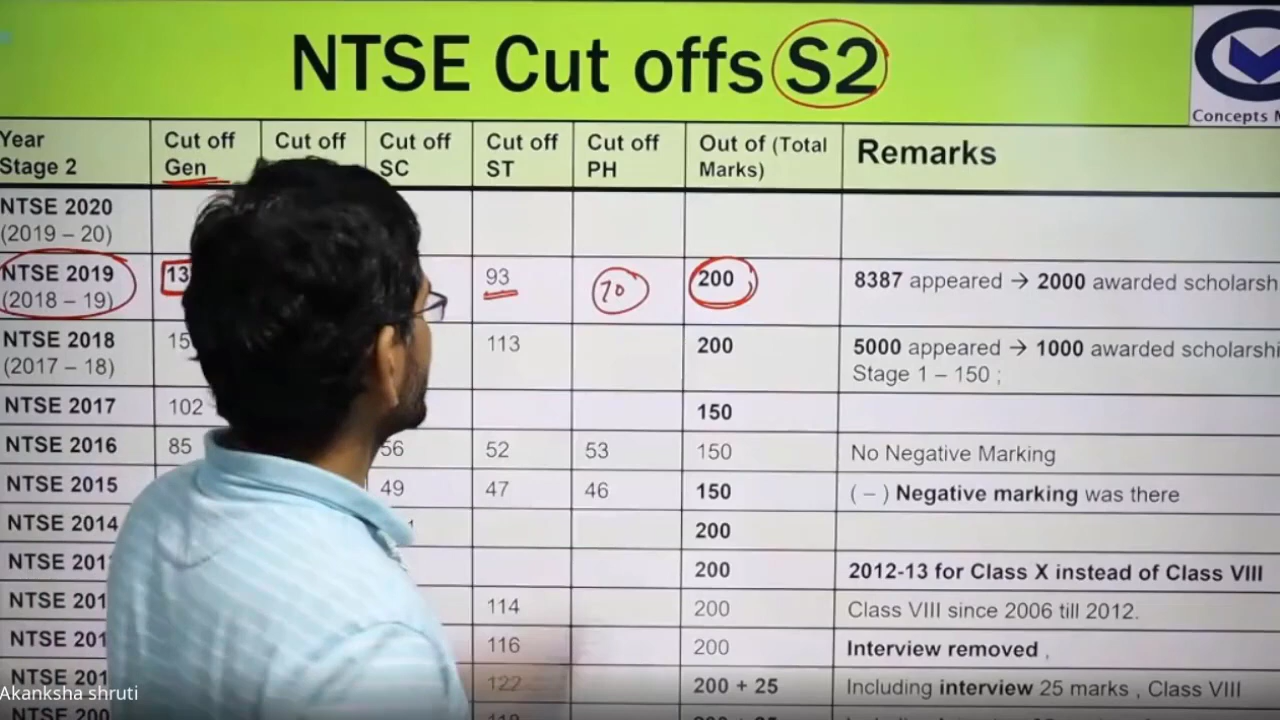 NTSE Cut offs S2
Concepts
Year Stage 2 Cut off Gen Cut off Cut off SC Cut off ST Cut off PH Out of (Total Marks) Remarks
NTSE 2020 (2019 – 20)
NTSE 2019 (2018 – 19) 93 70 200 8387 appeared → 2000 awarded
NTSE 2018 (2017 – 18) 113 200 5000 appeared → 1000 awarded
Stage 1 – 150 ;
NTSE 2017 102 150
NTSE 2016 85 56 52 53 150 No Negative Marking
NTSE 2015 49 47 46 150 ( – ) Negative marking was there
NTSE 2014 200
NTSE 200 2012-13 for Class X instead of Class VIII
NTSE 114 200 Class VIII since 2006 till 2012.
NTSE 116 200 Interview removed ,
NTSE 122 200 + 25 Including interview 25 marks , Class VIII
Akanksha shruti
NTSE